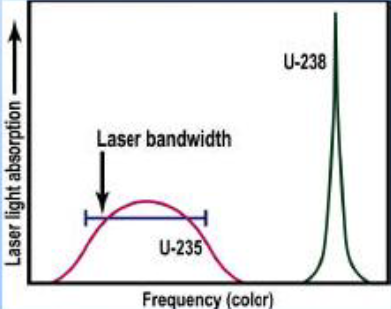 U-238
Laser bandwidth
U-235
Laser light absorption
Frequency (color)